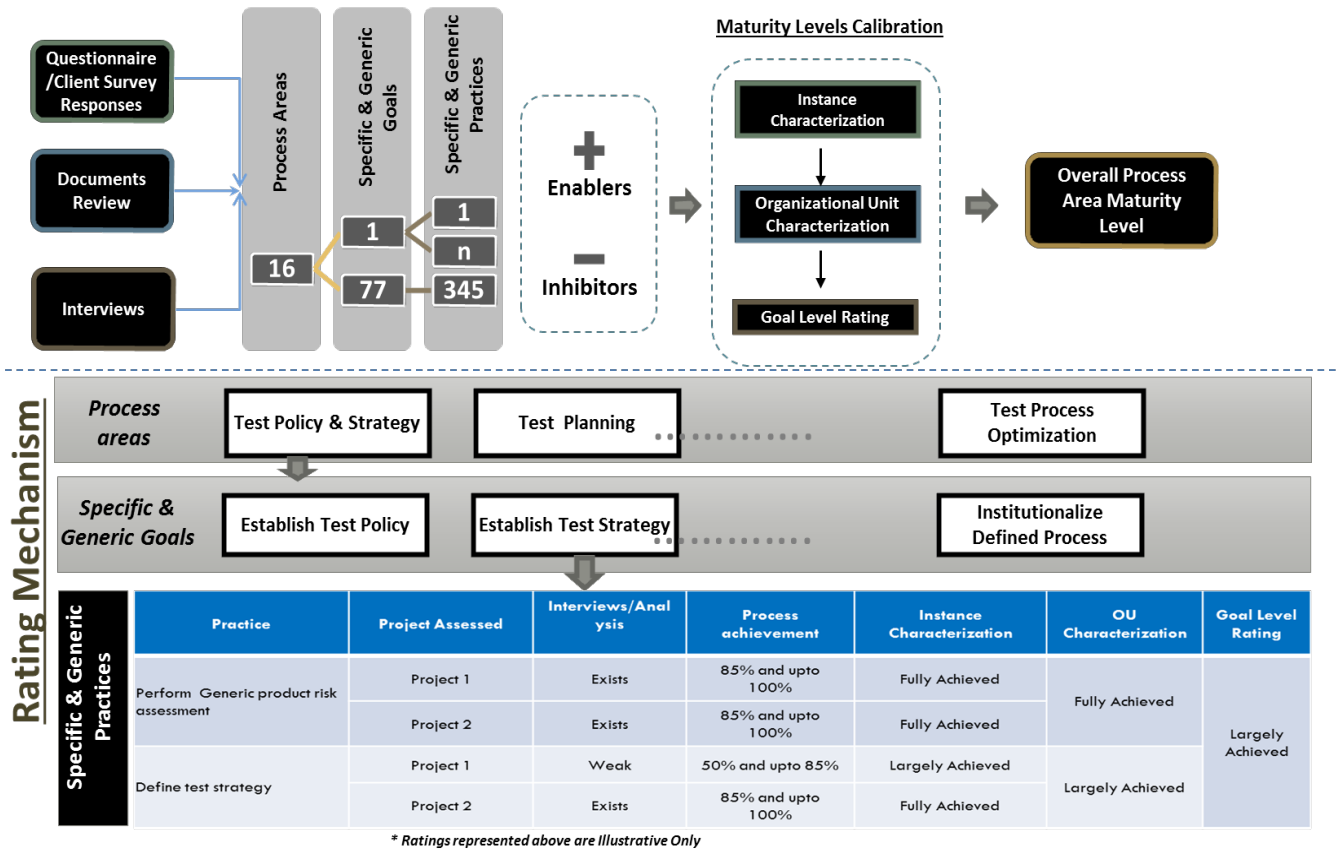 Maturity Levels Calibration
Questionnaire
/Client Survey
Responses
Documents
Review
Interviews
Process Areas
Specific & Generic
Goals
Specific & Generic
Practices
16
1
77
1
n
345
+
Enablers
−
Inhibitors
Instance
Characterization
Organizational Unit
Characterization
Goal Level Rating
Overall Process
Area Maturity
Level
Rating Mechanism
Process
areas
Test Policy & Strategy
Test Planning
Test Process
Optimization
Specific &
Generic Goals
Establish Test Policy
Establish Test Strategy
Institutionalize
Defined Process
Specific & Generic
Practices
Practice
Project Assessed
Interviews/Anal
ysis
Process
achievement
Instance
Characterization
OU
Characterization
Goal Level
Rating
Perform Generic product risk
assessment
Project 1
Exists
85% and upto
100%
Fully Achieved
Fully Achieved
Largely
Achieved
Project 2
Exists
85% and upto
100%
Fully Achieved
Define test strategy
Project 1
Weak
50% and upto 85%
Largely Achieved
Largely Achieved
Project 2
Exists
85% and upto
100%
Fully Achieved
* Ratings represented above are Illustrative Only